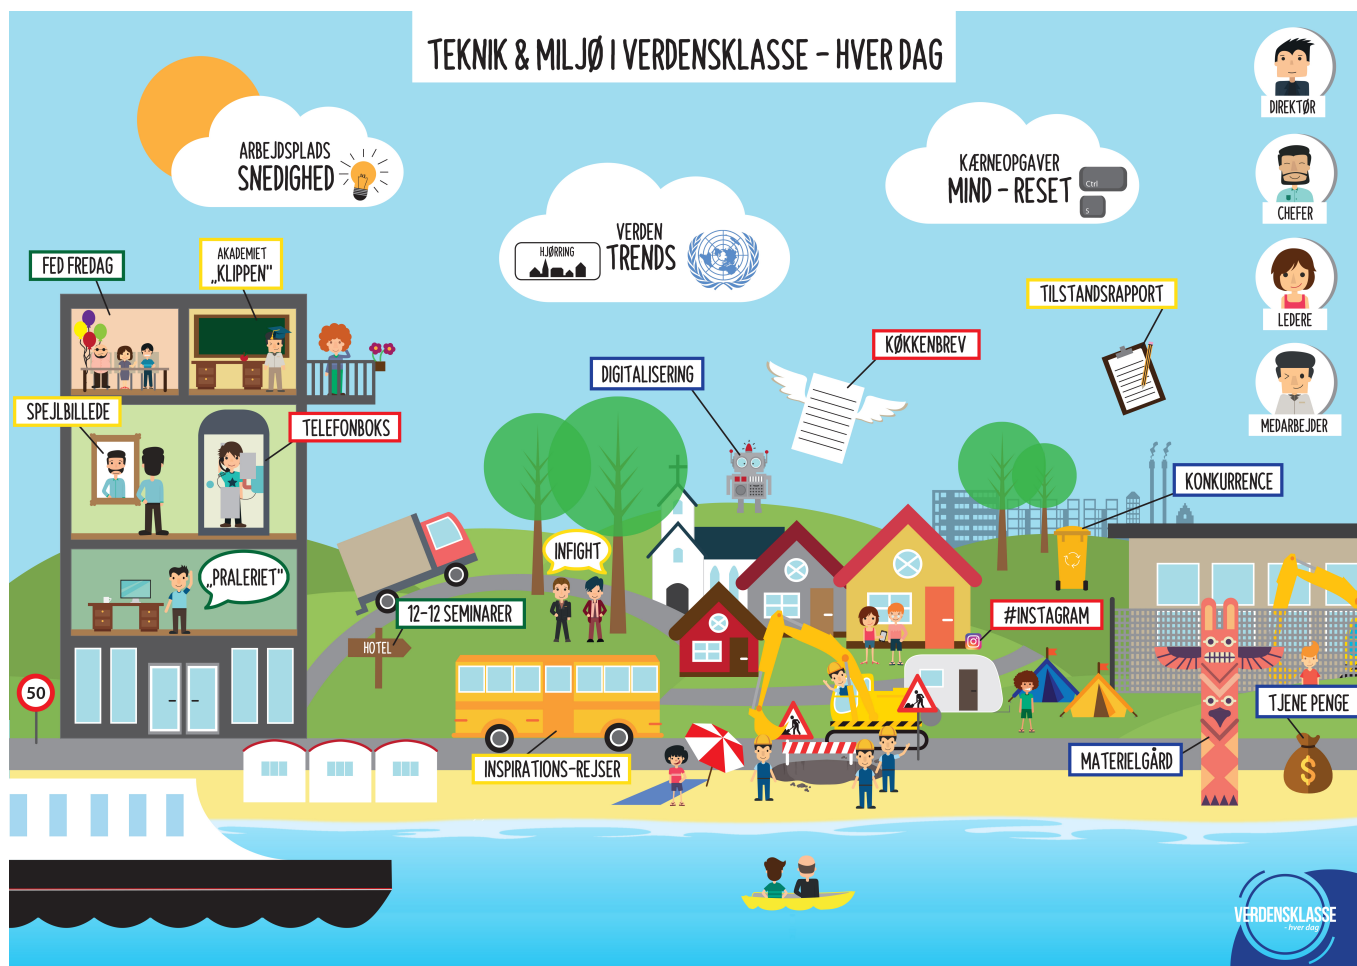 TEKNIK & MILJØ I VERDENSKLASSE – HVER DAG
DIREKTØR
CHEFER
LEDERE
MEDARBEJDER
ARBEJDSPLADS
SNEDIGHED
VERDEN
TRENDS
HJØRRING
KÆRNEOPGAVER
MIND – RESET
Ctrl
S
FED FREDAG
AKADEMIET
„KLIPPEN"
TILSTANDSRAPPORT
KØKKENBREV
DIGITALISERING
SPEJLBILLEDE
TELEFONBOKS
KONKURRENCE
INFIGHT
„PRALERIET"
12-12 SEMINARER
HOTEL
#INSTAGRAM
50
TJENE PENGE
MATERIELGÅRD
INSPIRATIONS-REJSER
$
VERDENSKLASSE
- hver dag